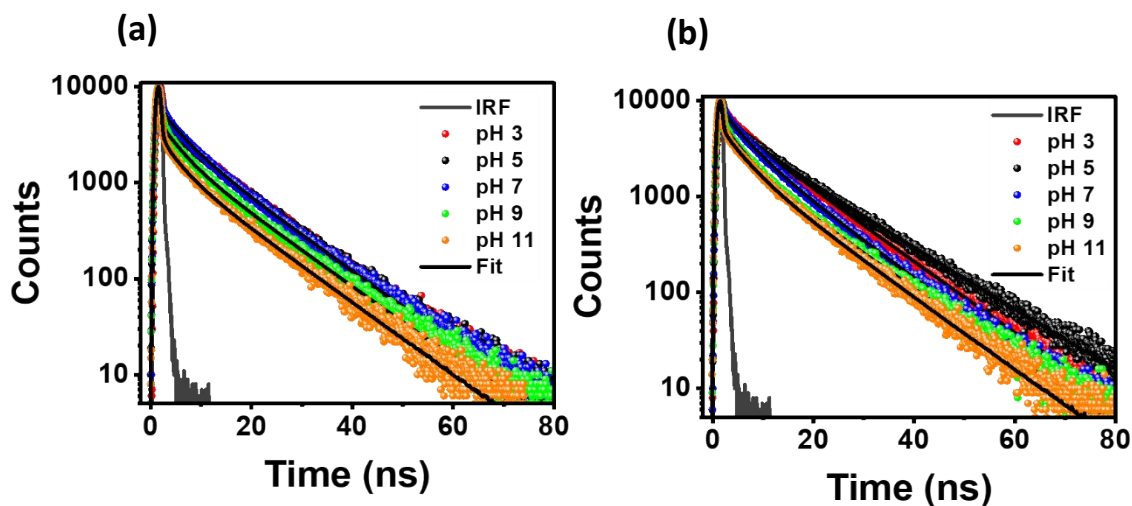 (a)
10000
1000
100
10
Counts
IRF
pH 3
pH 5
pH 7
pH 9
pH 11
Fit
0 20 40 60 80
Time (ns)
(b)
10000
1000
100
10
Counts
IRF
pH 3
pH 5
pH 7
pH 9
pH 11
Fit
0 20 40 60 80
Time (ns)